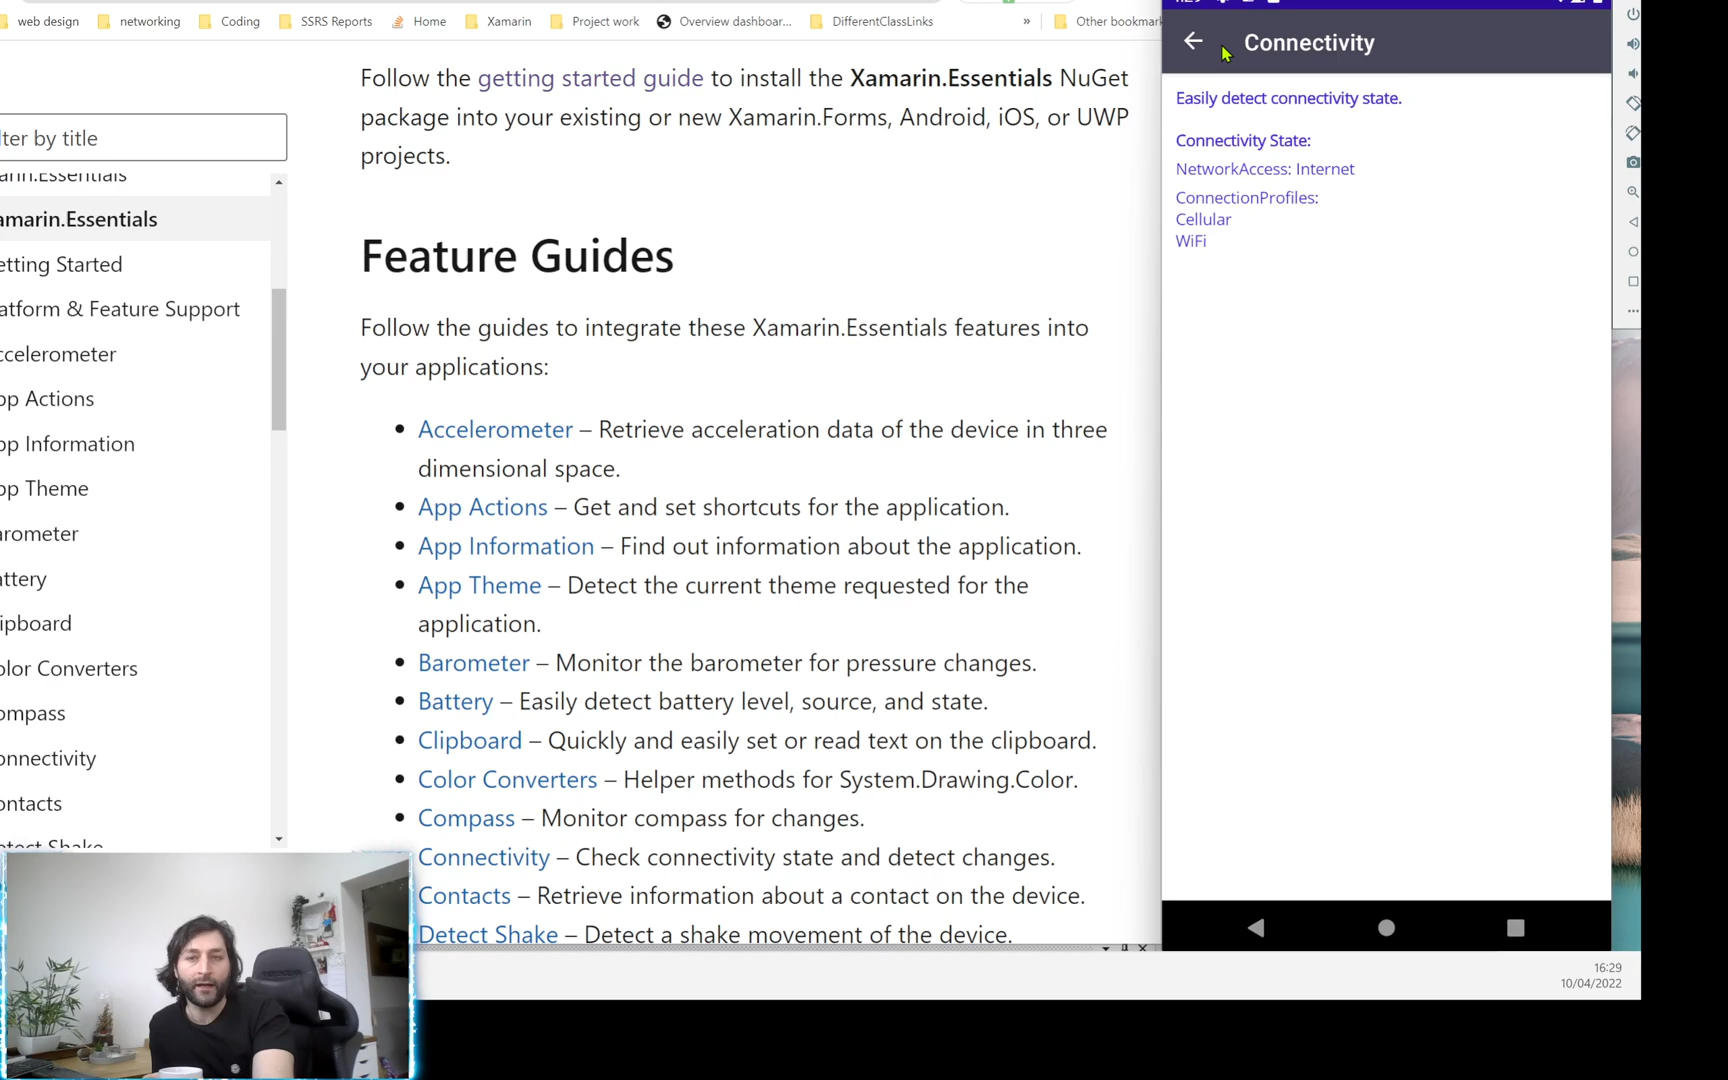 web design
networking
Coding
SSRS Reports
Home
Xamarin
Project work
Overview dashboar...
DifferentClassLinks
»
Other bookmar
Connectivity
Easily detect connectivity state.
Connectivity State:
NetworkAccess: Internet
ConnectionProfiles:
Cellular
WiFi
lter by title
amarin.Essentials
etting Started
atform & Feature Support
ccelerometer
pp Actions
pp Information
pp Theme
arometer
attery
ipboard
olor Converters
ompass
onnectivity
ontacts
Follow the getting started guide to install the Xamarin.Essentials NuGet
package into your existing or new Xamarin.Forms, Android, iOS, or UWP
projects.
Feature Guides
Follow the guides to integrate these Xamarin.Essentials features into
your applications:
• Accelerometer – Retrieve acceleration data of the device in three
dimensional space.
• App Actions – Get and set shortcuts for the application.
• App Information – Find out information about the application.
• App Theme – Detect the current theme requested for the
application.
• Barometer – Monitor the barometer for pressure changes.
• Battery – Easily detect battery level, source, and state.
• Clipboard – Quickly and easily set or read text on the clipboard.
• Color Converters – Helper methods for System.Drawing.Color.
• Compass – Monitor compass for changes.
Connectivity – Check connectivity state and detect changes.
Contacts – Retrieve information about a contact on the device.
Detect Shake – Detect a shake movement of the device.
16:29
10/04/2022